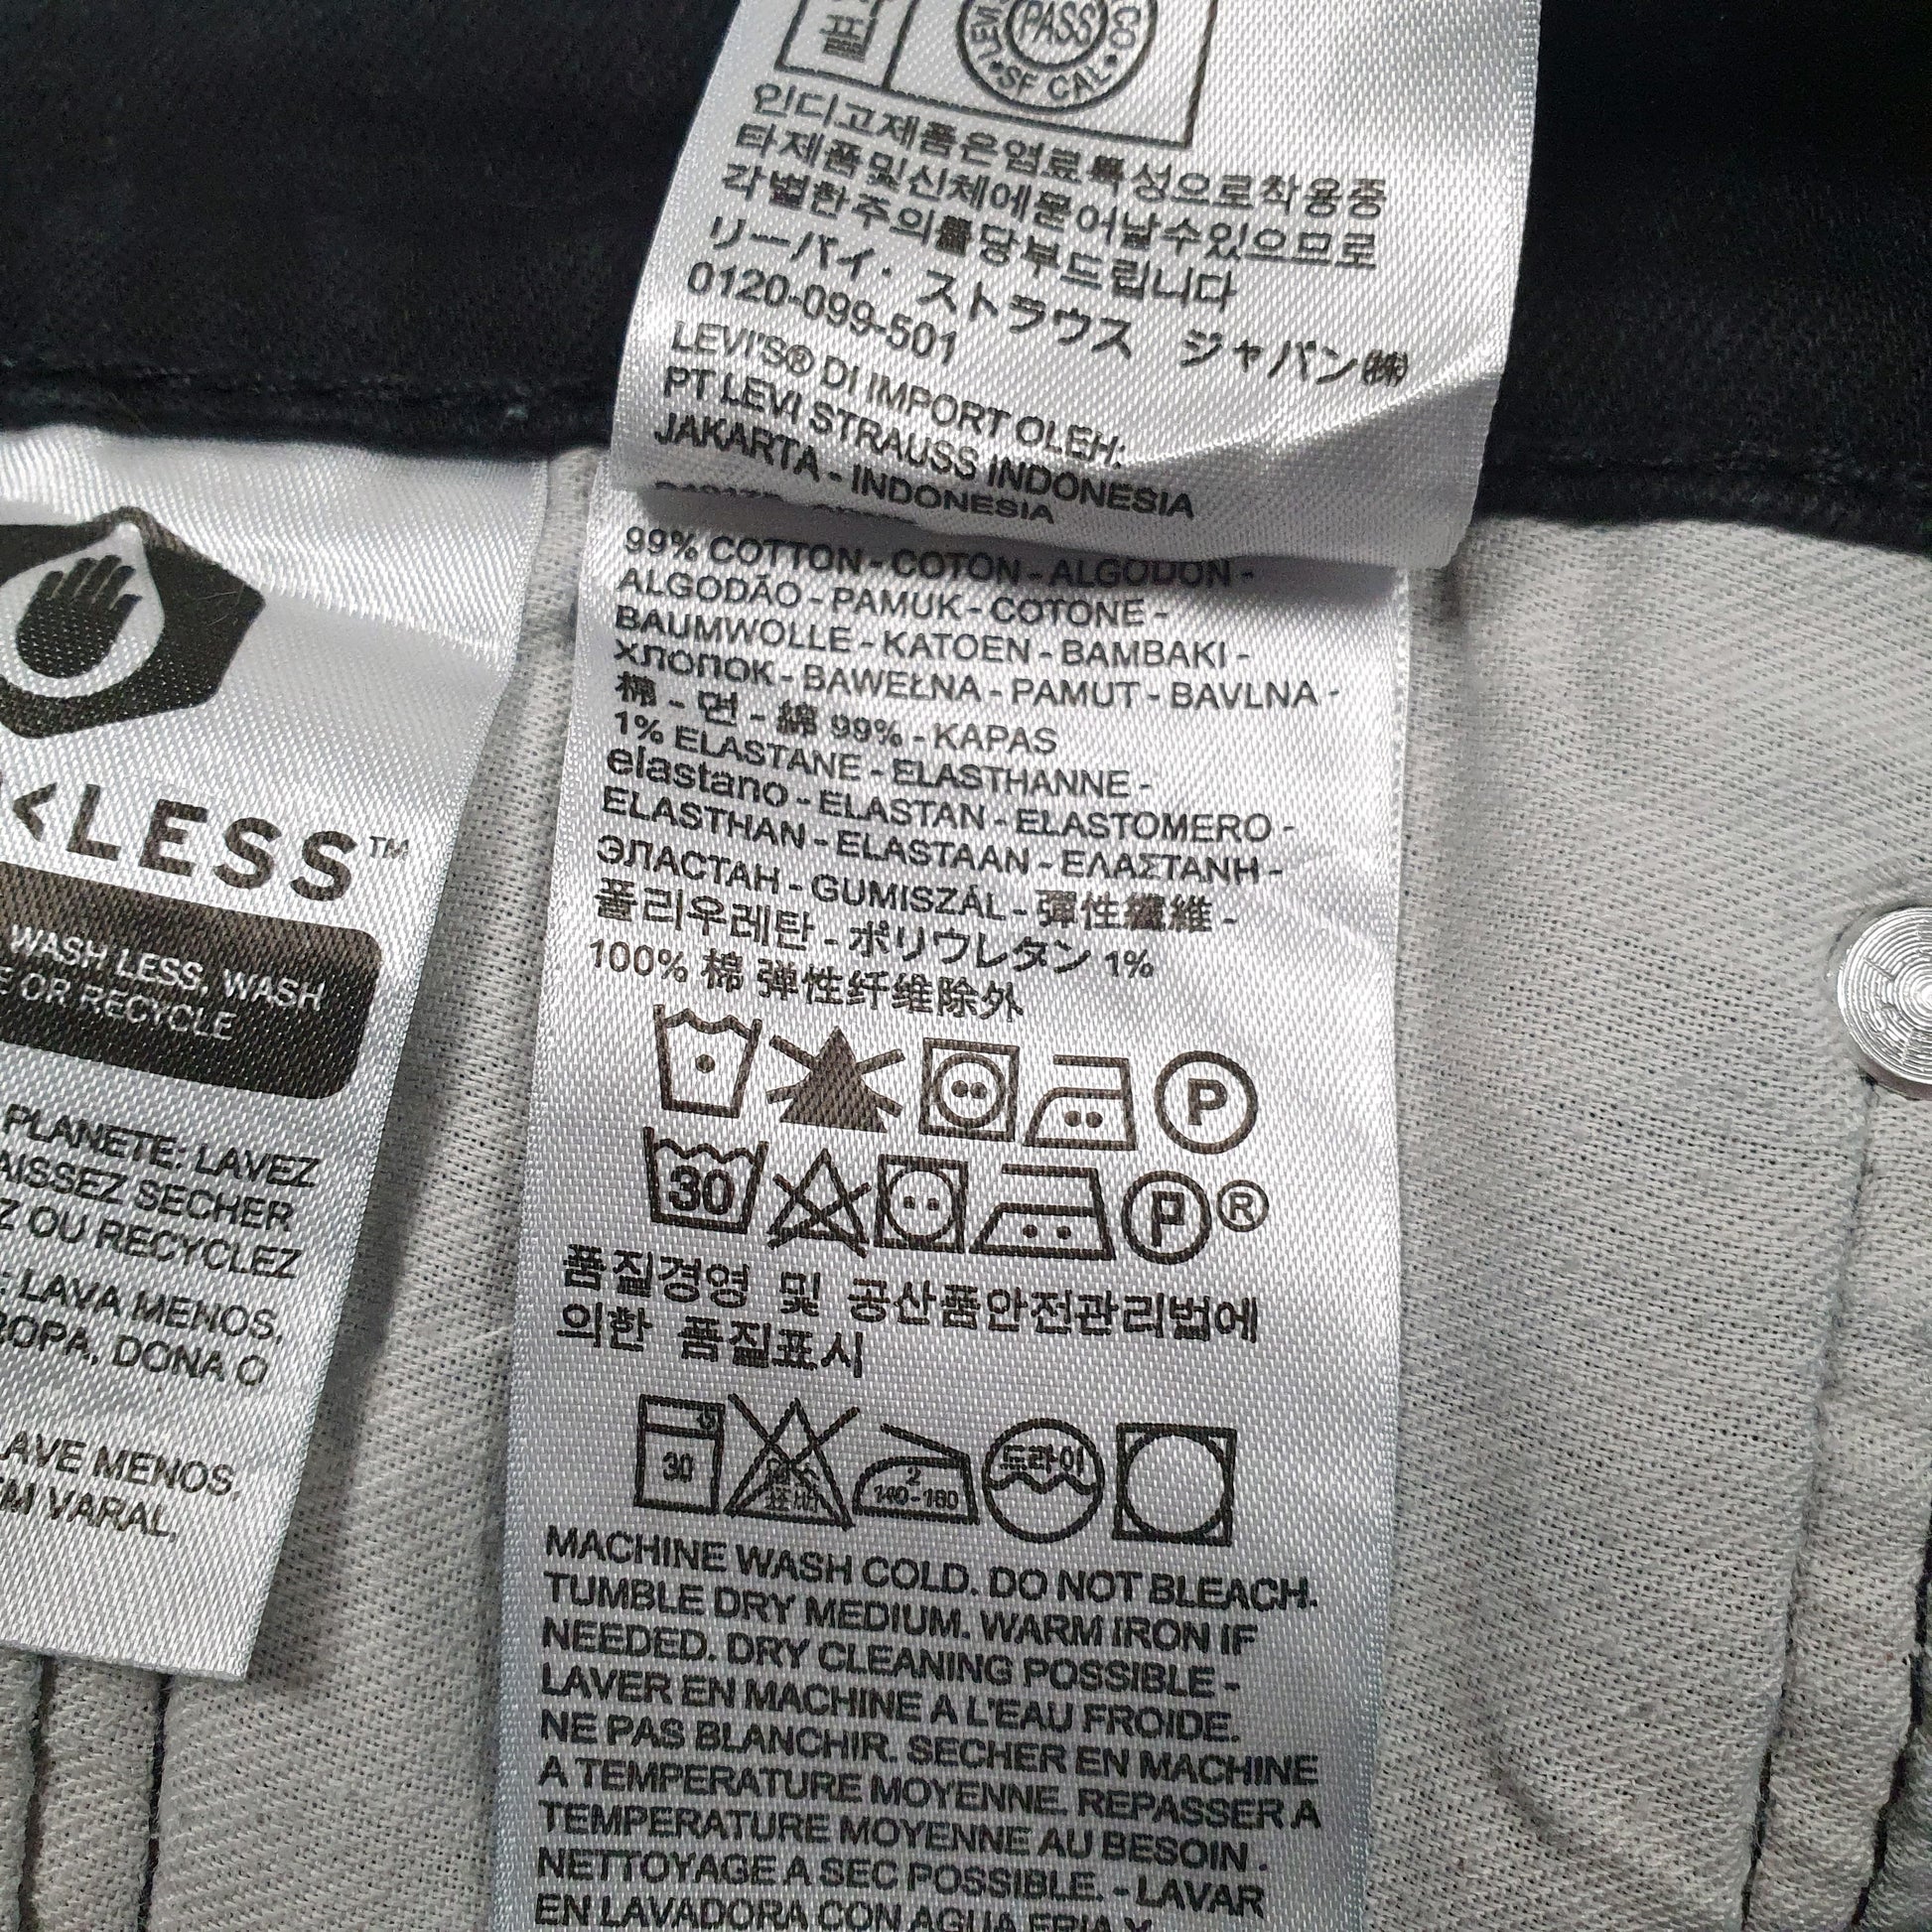 필
LEVI
PASS
CO
SF CAL
인디고제품은염료특성으로착용중
타제품및신체에묻어날수있으므로
각별한주의를당부드립니다
リーバイ・ストラウス ジャパン㈱
0120-099-501
LEVI'S® DI IMPORT OLEH:
PT LEVI STRAUSS INDONESIA
JAKARTA - INDONESIA
99% COTTON - COTON - ALGODON -
ALGODÃO - PAMUK - COTONE -
BAUMWOLLE - KATOEN - BAMBAKI -
хлопок - BAWEŁNA - PAMUT - BAVLNA -
棉 - 면 - 綿 99% - KAPAS
1% ELASTANE - ELASTHANNE -
elastano - ELASTAN - ELASTOMERO -
ELASTHAN - ELASTAAN - ΕΛΑΣΤΑΝΗ -
ЭЛАСТАН - GUMISZÁL - 彈性纖維 -
폴리우레탄 - ポリウレタン 1%
100% 棉 弹性纤维除外
P
30
P®
품질경영 및 공산품안전관리법에
의한 품질표시
30
염소
표백
2
140-160
드라이
MACHINE WASH COLD. DO NOT BLEACH.
TUMBLE DRY MEDIUM. WARM IRON IF
NEEDED. DRY CLEANING POSSIBLE -
LAVER EN MACHINE A L'EAU FROIDE.
NE PAS BLANCHIR. SECHER EN MACHINE
A TEMPERATURE MOYENNE. REPASSER A
TEMPERATURE MOYENNE AU BESOIN .
NETTOYAGE A SEC POSSIBLE. - LAVAR
EN LAVADORA CON AGUA FRIA Y
<LESS™
WASH LESS, WASH
E OR RECYCLE
PLANETE: LAVEZ
AISSEZ SECHER
Z OU RECYCLEZ
: LAVA MENOS,
ROPA, DONA O
LAVE MENOS,
EM VARAL,